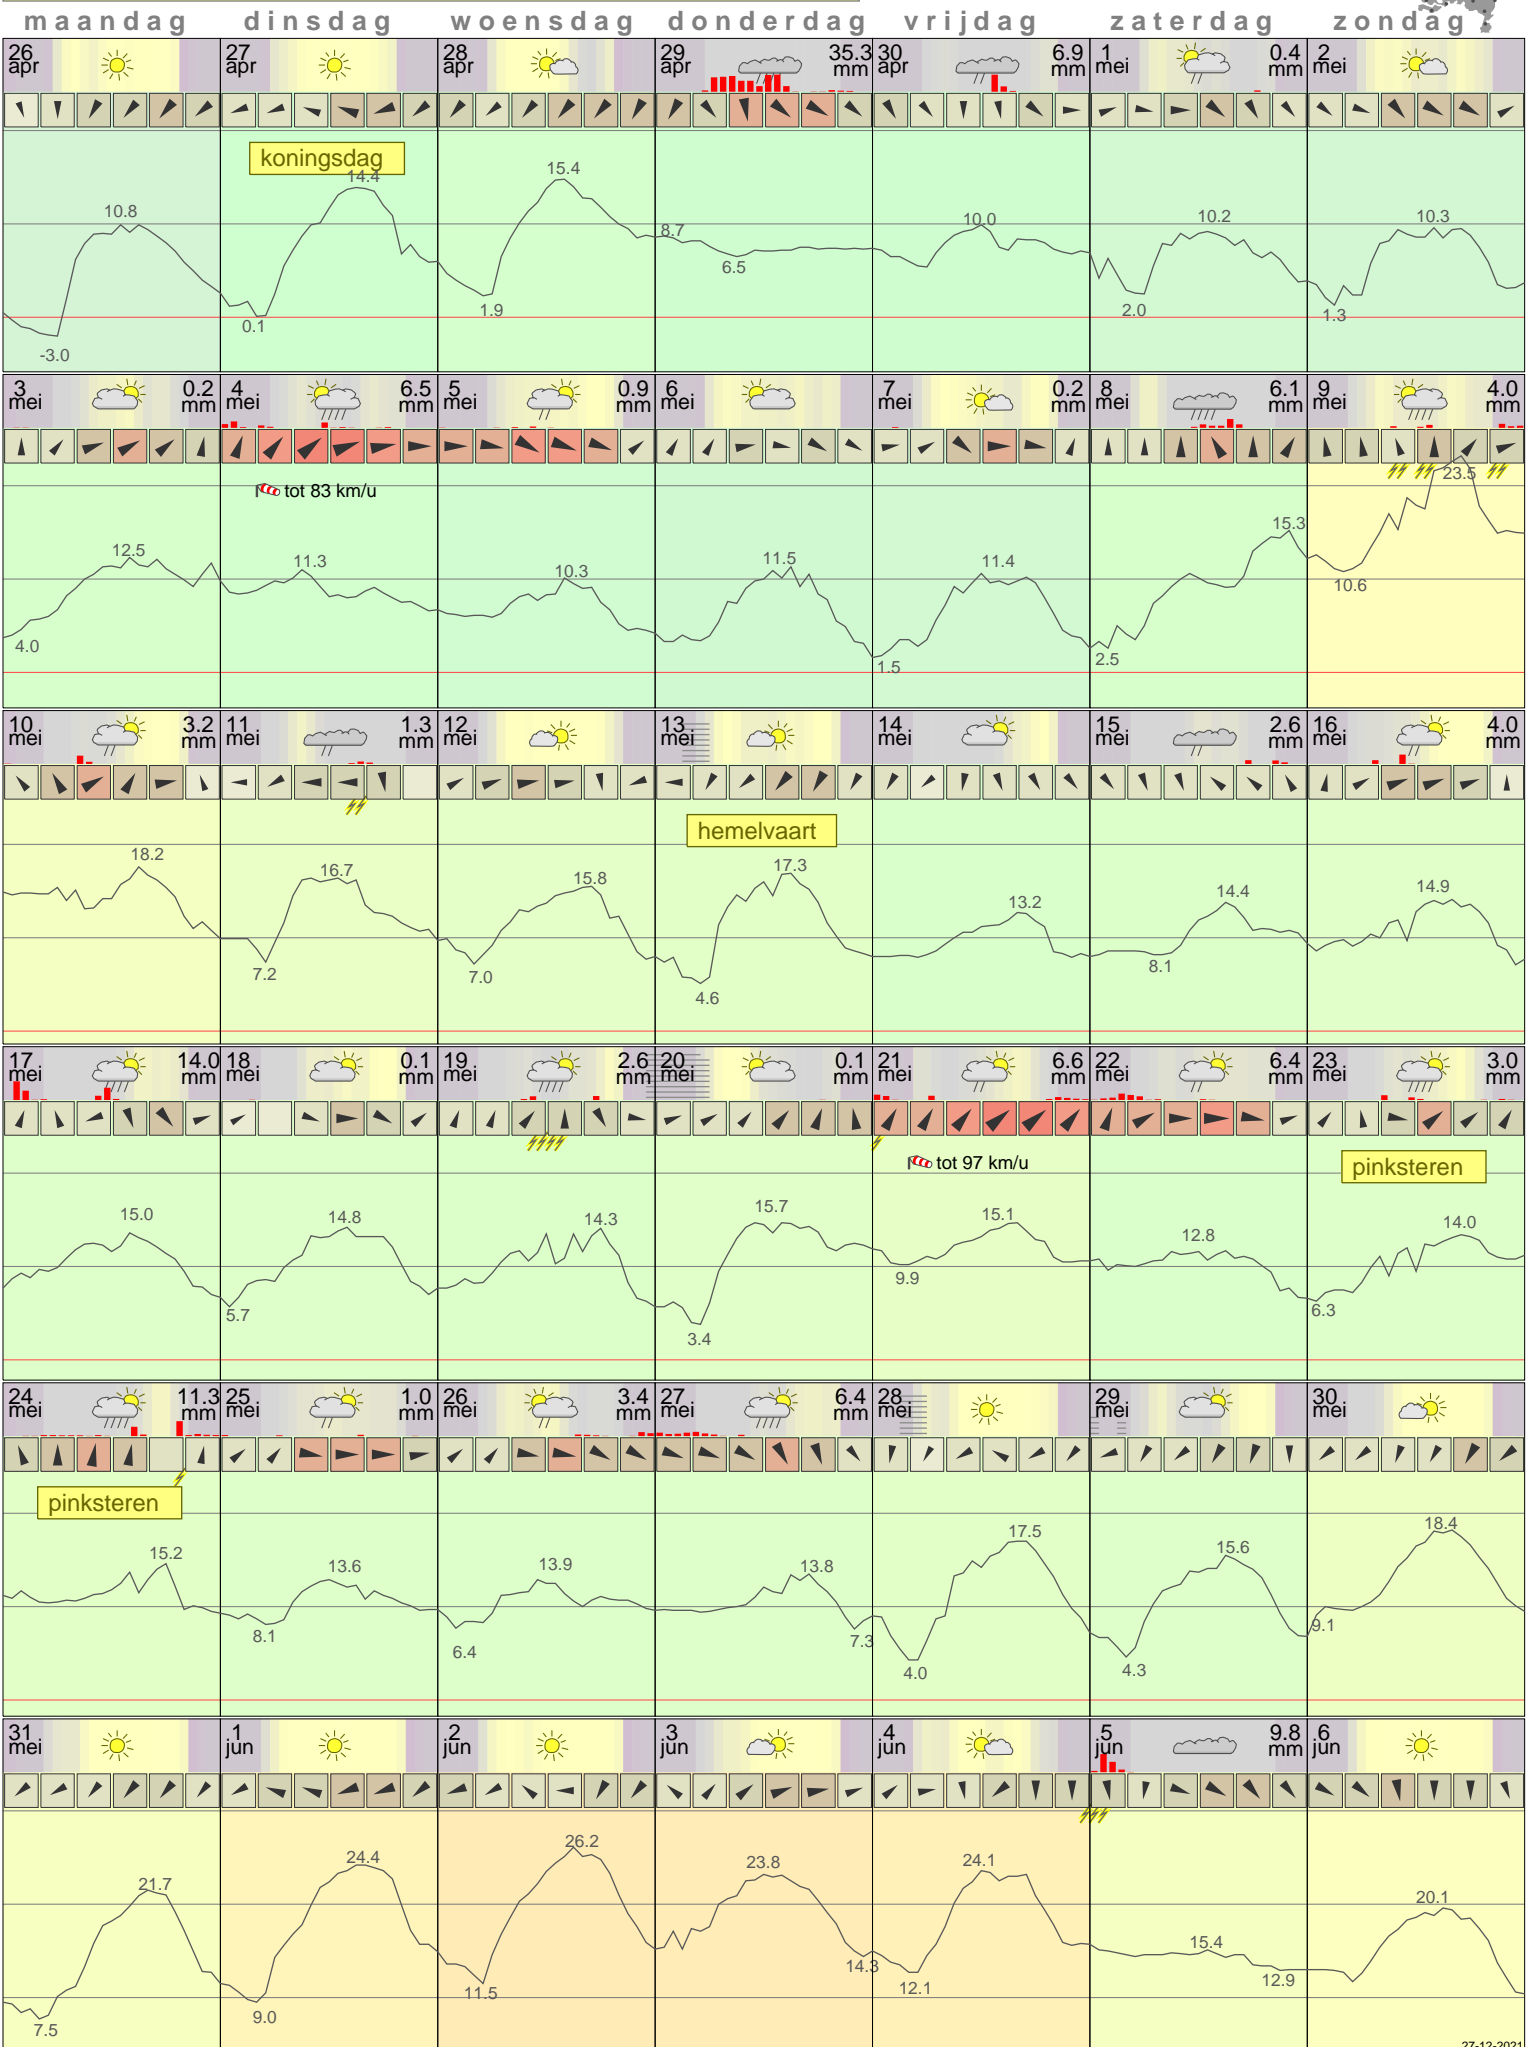 maandag dinsdag woensdag donderdag vrijdag zaterdag zondag
26 27 28 29 35.3 30 6.9 1 0.4 2
apr apr apr apr mm apr mm mei mm mei
koningsdag
14.4 15.4
10.8 8.7 10.0 10.2 10.3
6.5
0.1 1.9 2.0 1.3
-3.0
3 0.2 4 6.5 5 0.9 6 7 0.2 8 6.1 9 4.0
mei mm mei mm mei mm mei mei mm mei mm mei mm
23.5
tot 83 km/u
15.3
12.5 11.3 10.3 11.5 11.4
10.6
4.0 1.5 2.5
10 3.2 11 1.3 12 13 14 15 2.6 16 4.0
mei mm mei mm mei mei mei mei mm mei mm
hemelvaart
18.2 16.7 15.8 17.3 13.2 14.4 14.9
7.2 7.0 4.6 8.1
17 14.0 18 0.1 19 2.6 20 0.1 21 6.6 22 6.4 23 3.0
mei mm mei mm mei mm mei mm mei mm mei mm mei mm
tot 97 km/u pinksteren
15.0 14.8 14.3 15.7 15.1 12.8 14.0
5.7 3.4 9.9 6.3
24 11.3 25 1.0 26 3.4 27 6.4 28 29 30
mei mm mei mm mei mm mei mm mei mei mei
pinksteren
15.2 13.6 13.9 13.8 17.5 15.6 18.4
8.1 6.4 7.3 4.0 4.3 9.1
31 1 2 3 4 5 9.8 6
mei jun jun jun jun jun mm jun
21.7 24.4 26.2 23.8 24.1 15.4 20.1
7.5 9.0 11.5 14.3 12.1 12.9
27-12-2021